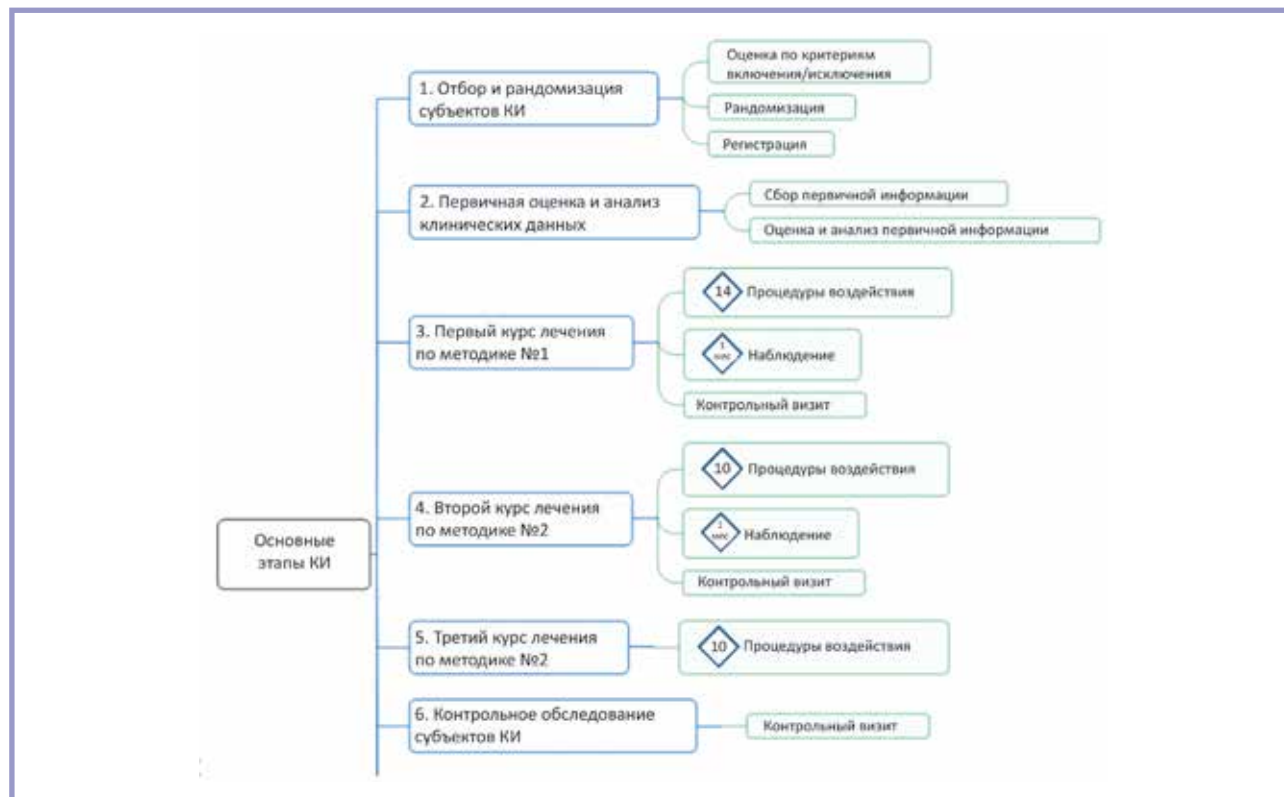 Основные
этапы КИ
1. Отбор и рандомизация
субъектов КИ
Оценка по критериям
включения/исключения
Рандомизация
Регистрация
2. Первичная оценка и анализ
клинических данных
Сбор первичной информации
Оценка и анализ первичной информации
3. Первый курс лечения
по методике №1
14 Процедуры воздействия
1
мес Наблюдение
Контрольный визит
4. Второй курс лечения
по методике №2
10 Процедуры воздействия
мес Наблюдение
Контрольный визит
5. Третий курс лечения
по методике №2
10 Процедуры воздействия
6. Контрольное обследование
субъектов КИ
Контрольный визит